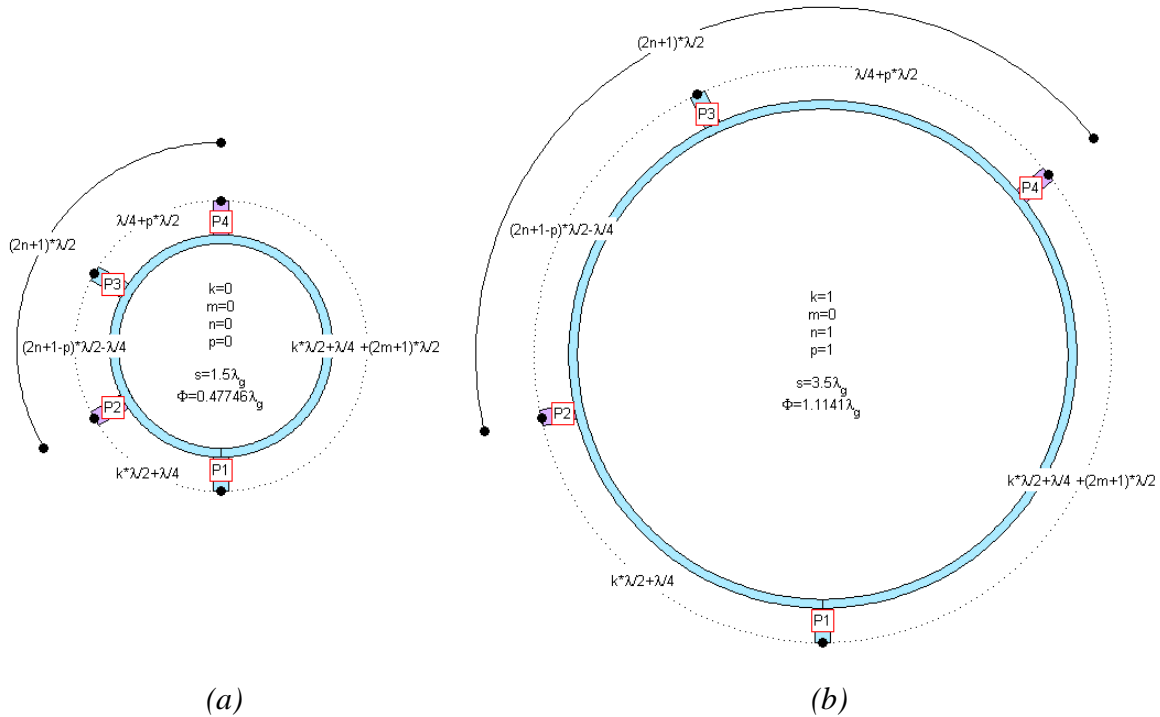 (2n+1)*λ/2
λ/4+p*λ/2
P4
P3
(2n+1-p)*λ/2-λ/4
P2
k*λ/2+λ/4
P1
k*λ/2+λ/4 +(2m+1)*λ/2
k=0
m=0
n=0
p=0
s=1.5λg
Φ=0.47746λg
(a)
(2n+1)*λ/2
λ/4+p*λ/2
P3
P4
(2n+1-p)*λ/2-λ/4
k=1
m=0
n=1
p=1
s=3.5λg
Φ=1.1141λg
P2
k*λ/2+λ/4 +(2m+1)*λ/2
k*λ/2+λ/4
P1
(b)